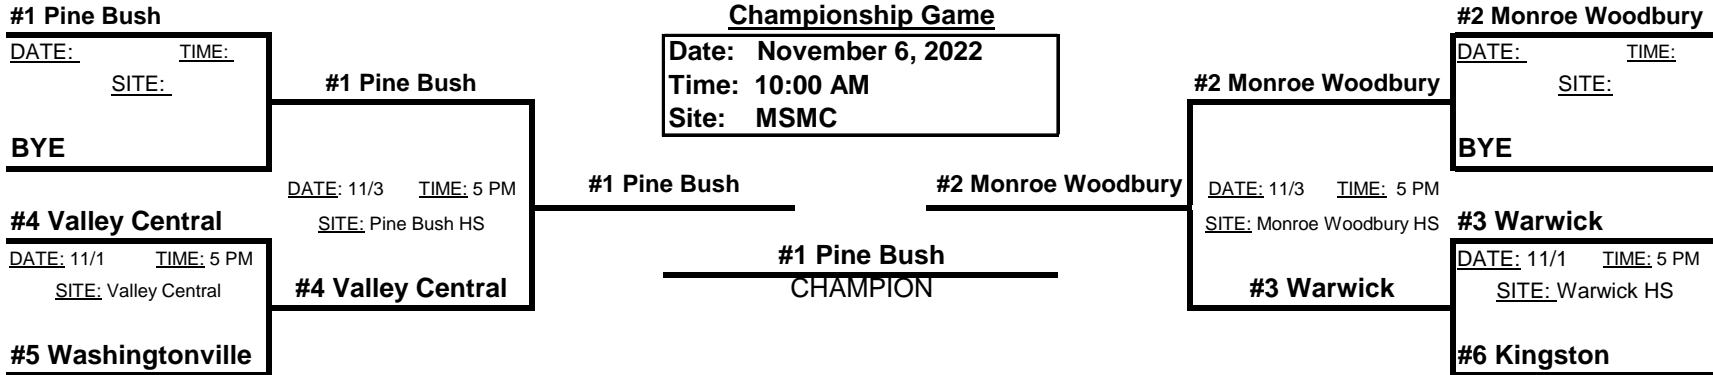 #1 Pine Bush
DATE: TIME:
SITE:
BYE
#4 Valley Central
DATE: 11/1 TIME: 5 PM
SITE: Valley Central
#5 Washingtonville
#1 Pine Bush
DATE: 11/3 TIME: 5 PM
SITE: Pine Bush HS
#4 Valley Central
#1 Pine Bush
Championship Game
Date: November 6, 2022
Time: 10:00 AM
Site: MSMC
#1 Pine Bush
CHAMPION
#2 Monroe Woodbury
#2 Monroe Woodbury
DATE: 11/3 TIME: 5 PM
SITE: Monroe Woodbury HS
#3 Warwick
#2 Monroe Woodbury
DATE: TIME:
SITE:
BYE
#3 Warwick
DATE: 11/1 TIME: 5 PM
SITE: Warwick HS
#6 Kingston